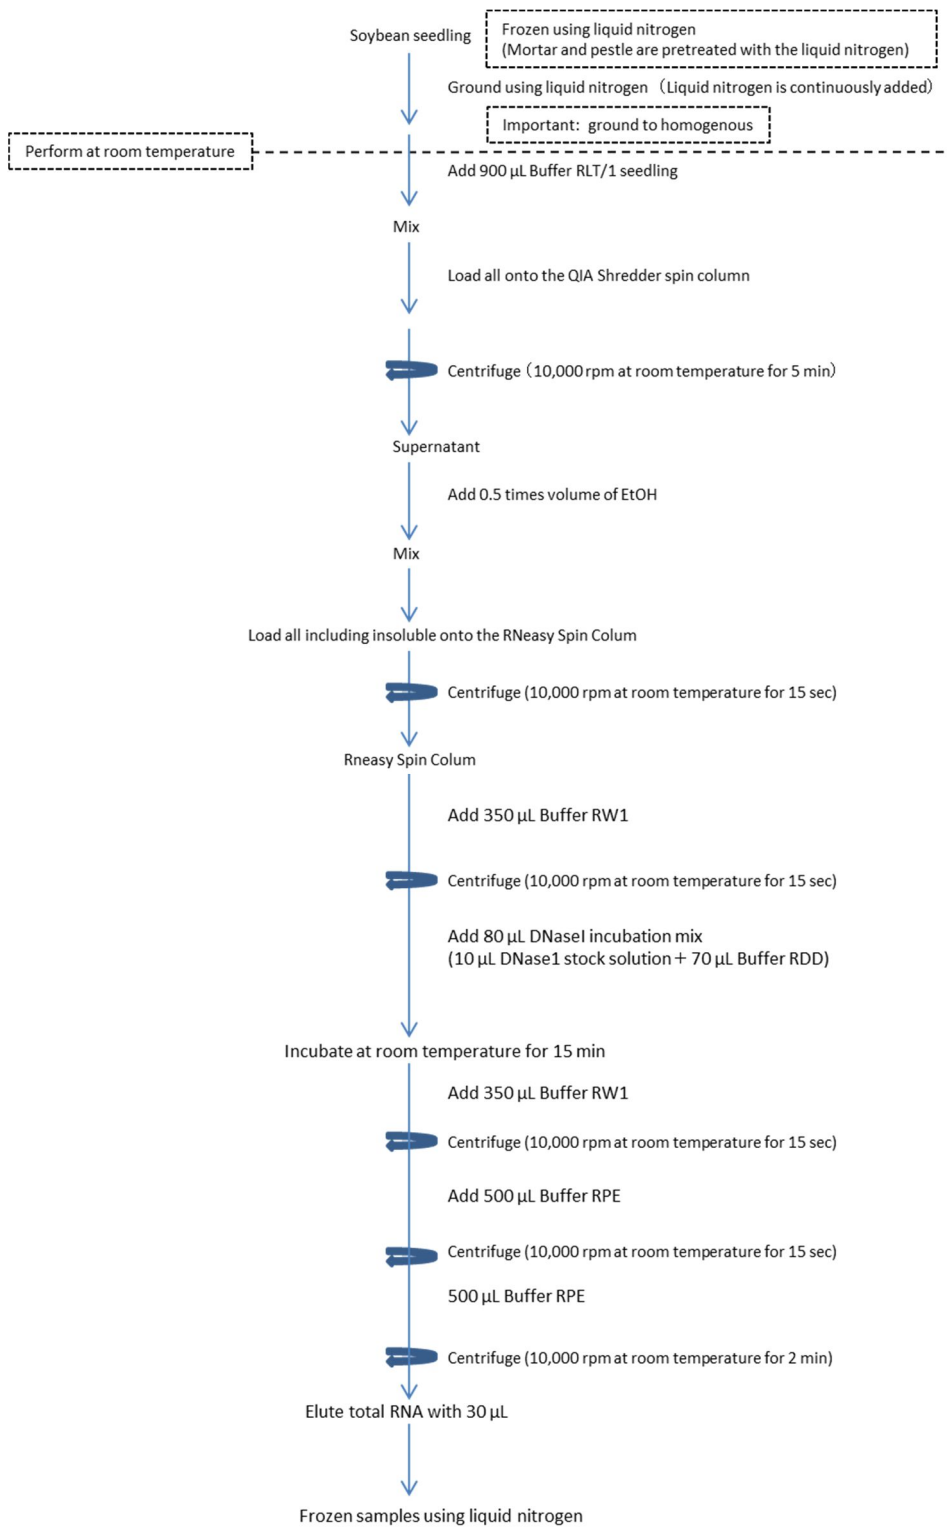 Soybean seedling
Frozen using liquid nitrogen
(Mortar and pestle are pretreated with the liquid nitrogen)
Ground using liquid nitrogen （Liquid nitrogen is continuously added）
Important: ground to homogenous
Perform at room temperature
Add 900 µL Buffer RLT/1 seedling
Mix
Load all onto the QIA Shredder spin column
Centrifuge（10,000 rpm at room temperature for 5 min）
Supernatant
Add 0.5 times volume of EtOH
Mix
Load all including insoluble onto the RNeasy Spin Colum
Centrifuge (10,000 rpm at room temperature for 15 sec)
Rneasy Spin Colum
Add 350 µL Buffer RW1
Centrifuge (10,000 rpm at room temperature for 15 sec)
Add 80 µL DNaseI incubation mix
(10 µL DNase1 stock solution＋70 µL Buffer RDD)
Incubate at room temperature for 15 min
Add 350 µL Buffer RW1
Centrifuge (10,000 rpm at room temperature for 15 sec)
Add 500 µL Buffer RPE
Centrifuge (10,000 rpm at room temperature for 15 sec)
500 µL Buffer RPE
Centrifuge (10,000 rpm at room temperature for 2 min)
Elute total RNA with 30 µL
Frozen samples using liquid nitrogen